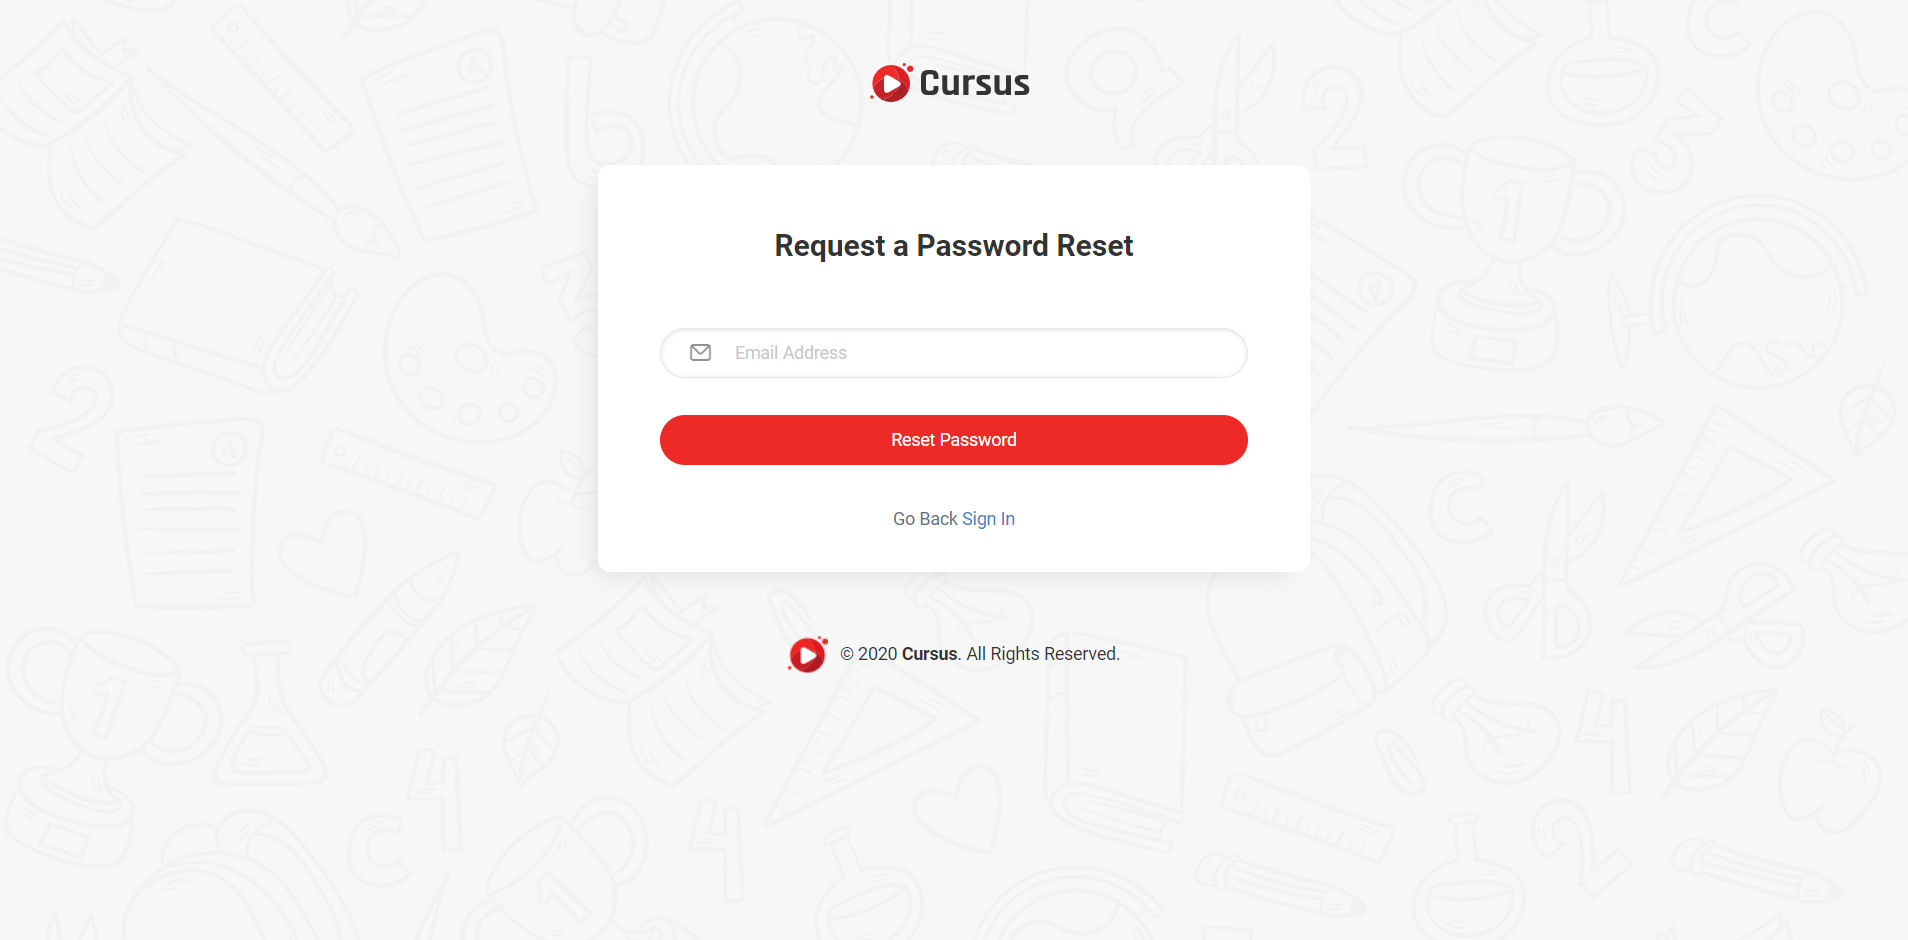 Cursus
Request a Password Reset
Email Address
Reset Password
Go Back Sign In
© 2020 Cursus. All Rights Reserved.